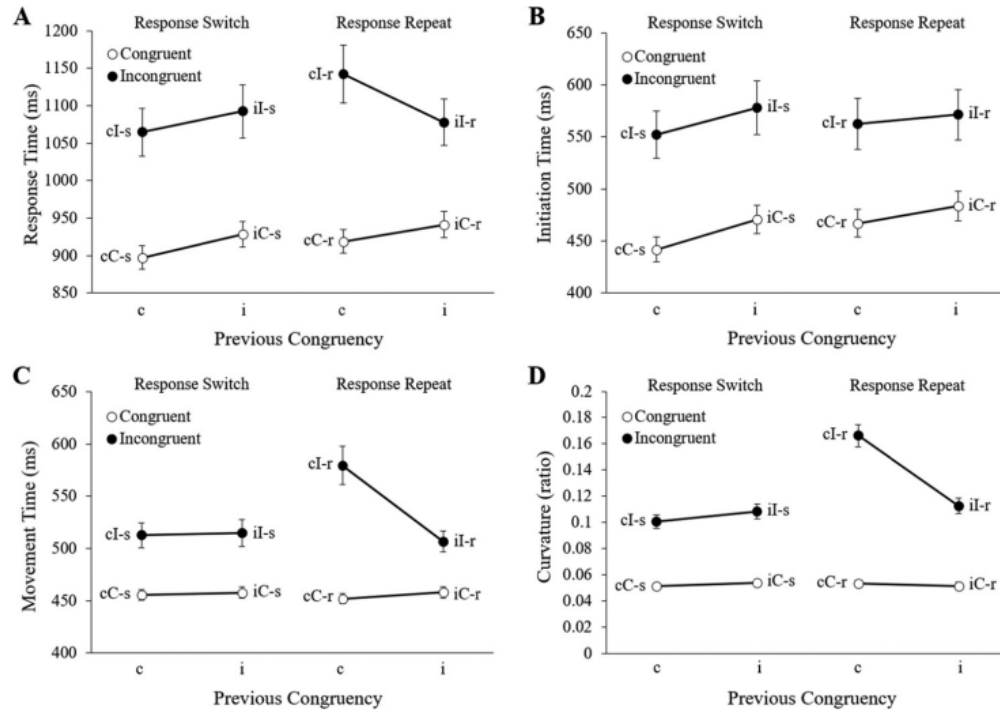 A
Response Switch
Response Repeat
1200
1150
1100
1050
1000
950
900
850
Response Time (ms)
Congruent
Incongruent
cI-s
iI-s
cC-s
iC-s
cI-r
iI-r
cC-r
iC-r
c
i
c
i
Previous Congruency
B
Response Switch
Response Repeat
650
600
550
500
450
400
Initiation Time (ms)
Congruent
Incongruent
cI-s
iI-s
cC-s
iC-s
cI-r
iI-r
cC-r
iC-r
c
i
c
i
Previous Congruency
C
Response Switch
Response Repeat
650
600
550
500
450
400
Movement Time (ms)
Congruent
Incongruent
cI-s
iI-s
cC-s
iC-s
cI-r
iI-r
cC-r
iC-r
c
i
c
i
Previous Congruency
D
Response Switch
Response Repeat
0.2
0.18
0.16
0.14
0.12
0.1
0.08
0.06
0.04
0.02
0
Curvature (ratio)
Congruent
Incongruent
cI-s
iI-s
cC-s
iC-s
cI-r
iI-r
cC-r
iC-r
c
i
c
i
Previous Congruency